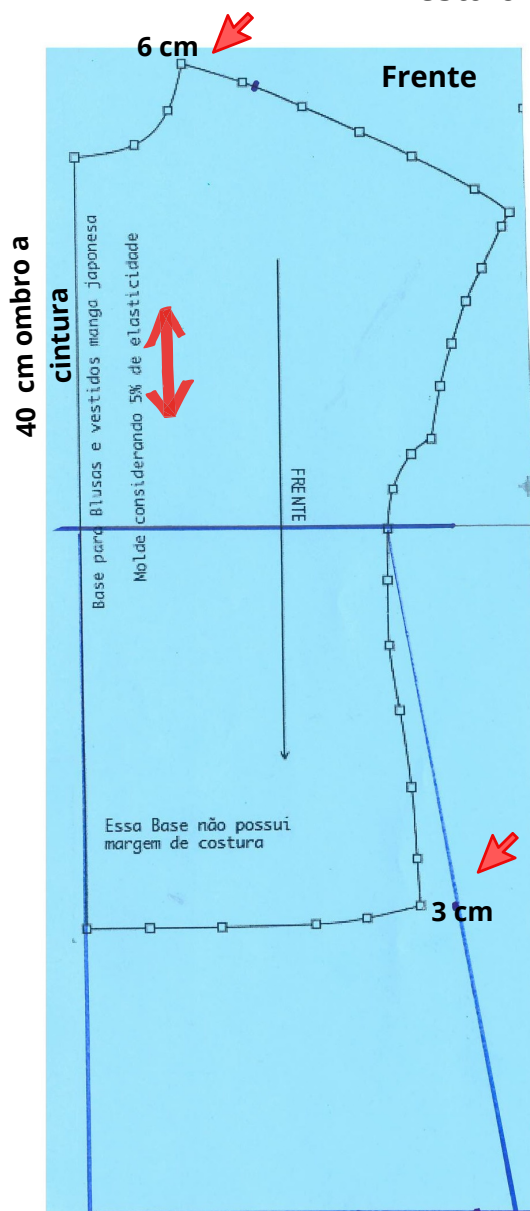 6 cm
Frente
40 cm ombro a
cintura
Base para Blusas e vestidos manga japonesa
Molde considerando 5% de elasticidade
FRENTE
Essa Base não possui
margem de costura
3 cm